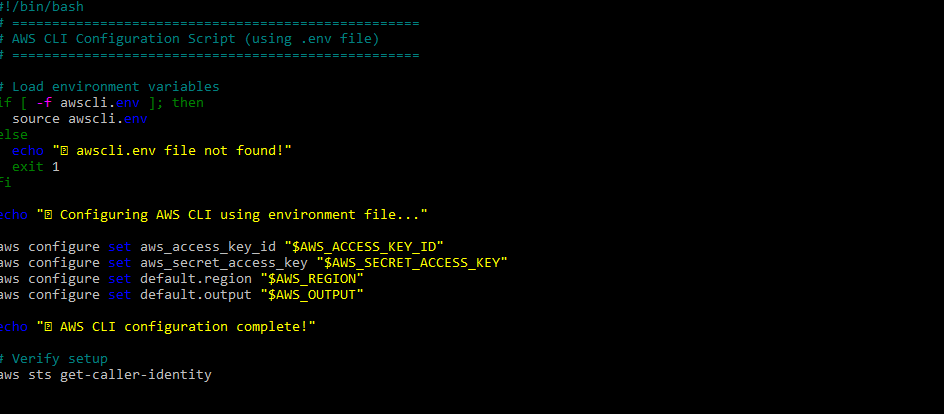 #!/bin/bash
# ===================================================
# AWS CLI Configuration Script (using .env file)
# ===================================================
# Load environment variables
if [ -f awscli.env ]; then
  source awscli.env
else
  echo "▯ awscli.env file not found!"
  exit 1
fi
echo "▯ Configuring AWS CLI using environment file..."
aws configure set aws_access_key_id "$AWS_ACCESS_KEY_ID"
aws configure set aws_secret_access_key "$AWS_SECRET_ACCESS_KEY"
aws configure set default.region "$AWS_REGION"
aws configure set default.output "$AWS_OUTPUT"
echo "▯ AWS CLI configuration complete!"
# Verify setup
aws sts get-caller-identity